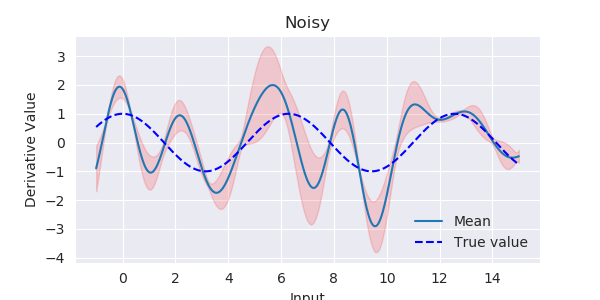 Noisy
Derivative Value
3
2
1
0
−1
−2
−3
−4
Mean
True value
0 2 4 6 8 10 12 14
Input